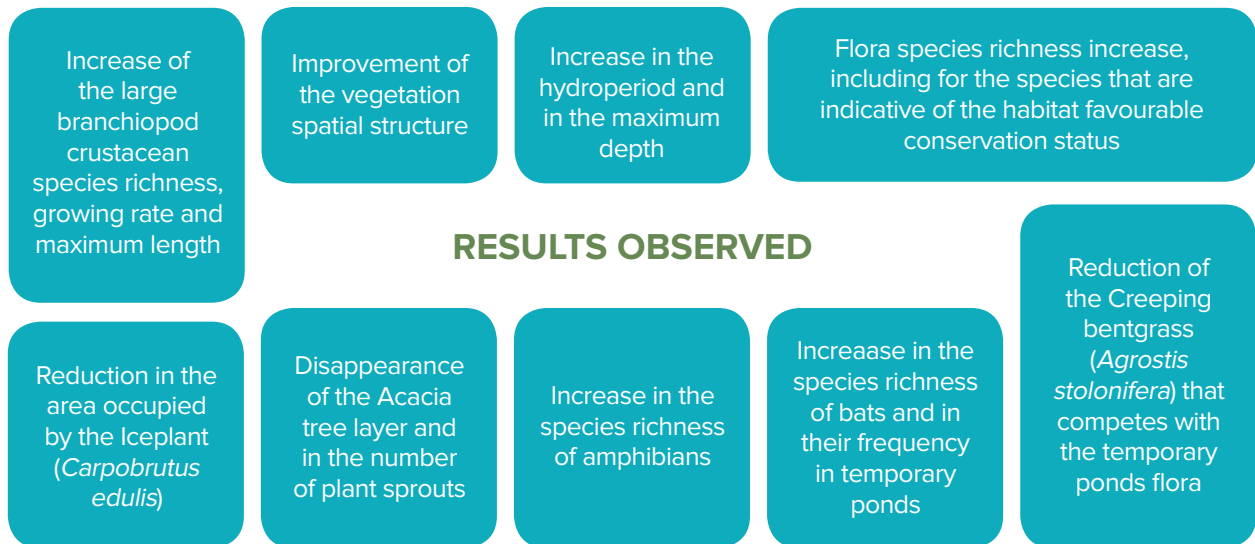 Increase of
the large
branchiopod
crustacean
species richness,
growing rate and
maximum length
Improvement of
the vegetation
spatial structure
Increase in the
hydroperiod and
in the maximum
depth
Flora species richness increase,
including for the species that are
indicative of the habitat favourable
conservation status
RESULTS OBSERVED
Reduction in the
area occupied
by the Iceplant
(Carpobrutus
edulis)
Disappearance
of the Acacia
tree layer and
in the number
of plant sprouts
Increase in the
species richness
of amphibians
Increaase in the
species richness
of bats and in
their frequency
in temporary
ponds
Reduction of
the Creeping
bentgrass
(Agrostis
stolonifera) that
competes with
the temporary
ponds flora